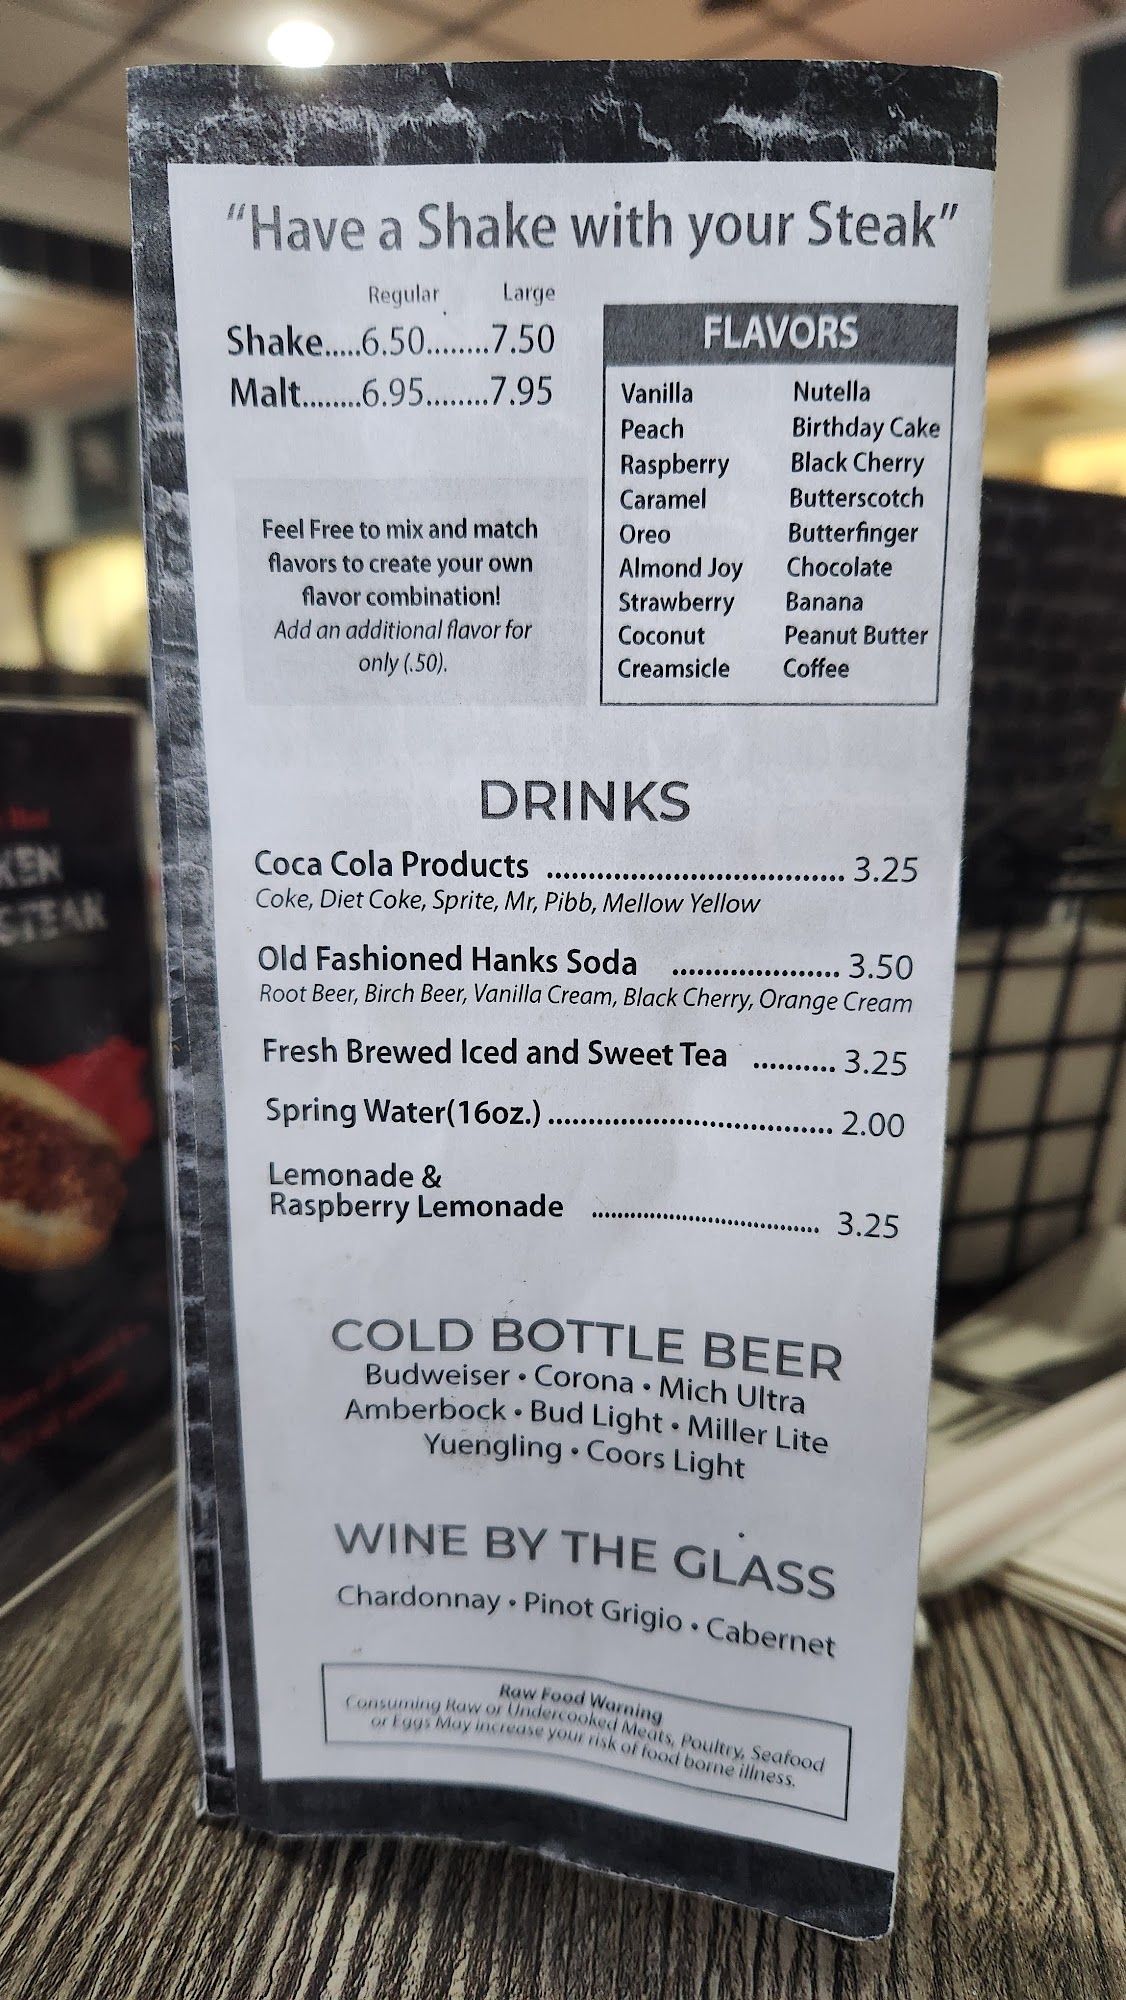 "Have a Shake with your Steak"
Regular Large
Shake.....6.50........7.50
Malt........6.95........7.95
Feel Free to mix and match
flavors to create your own
flavor combination!
Add an additional flavor for
only (.50).
FLAVORS
Vanilla Nutella
Peach Birthday Cake
Raspberry Black Cherry
Caramel Butterscotch
Oreo Butterfinger
Almond Joy Chocolate
Strawberry Banana
Coconut Peanut Butter
Creamsicle Coffee
DRINKS
Coca Cola Products ................................... 3.25
Coke, Diet Coke, Sprite, Mr, Pibb, Mellow Yellow
Old Fashioned Hanks Soda .................... 3.50
Root Beer, Birch Beer, Vanilla Cream, Black Cherry, Orange Cream
Fresh Brewed Iced and Sweet Tea .......... 3.25
Spring Water(16oz.) .................................. 2.00
Lemonade &
Raspberry Lemonade .................................. 3.25
COLD BOTTLE BEER
Budweiser • Corona • Mich Ultra
Amberbock • Bud Light • Miller Lite
Yuengling • Coors Light
WINE BY THE GLASS
Chardonnay • Pinot Grigio • Cabernet
Raw Food Warning
Consuming Raw or Undercooked Meats, Poultry, Seafood
or Eggs May increase your risk of food borne illness.
STEAK